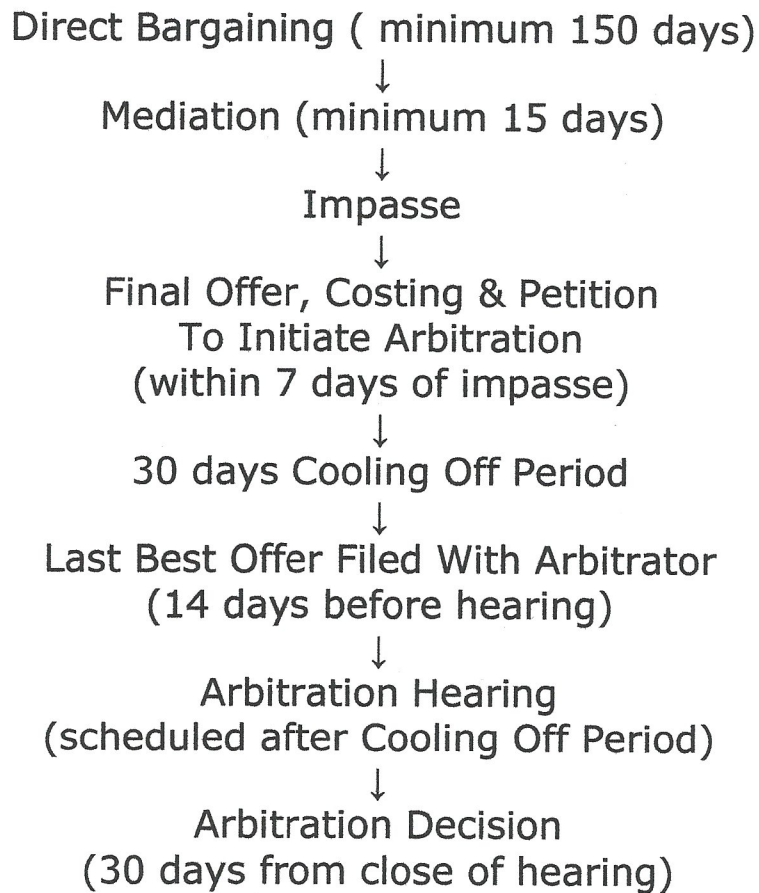 Direct Bargaining ( minimum 150 days)
↓
Mediation (minimum 15 days)
↓
Impasse
↓
Final Offer, Costing & Petition
To Initiate Arbitration
(within 7 days of impasse)
↓
30 days Cooling Off Period
↓
Last Best Offer Filed With Arbitrator
(14 days before hearing)
↓
Arbitration Hearing
(scheduled after Cooling Off Period)
↓
Arbitration Decision
(30 days from close of hearing)